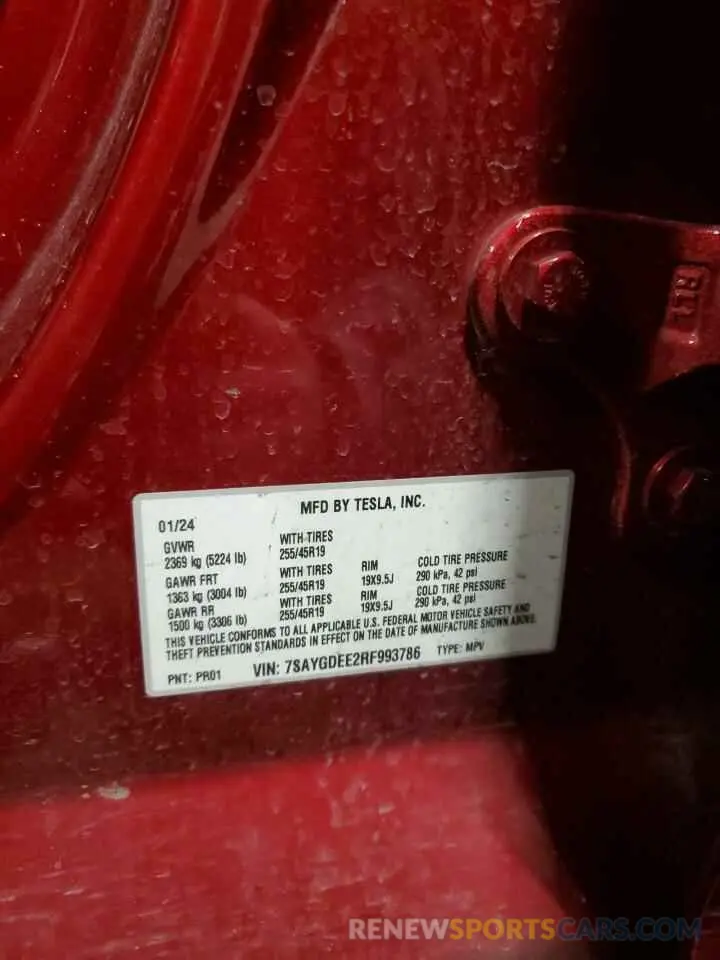 MFD BY TESLA, INC.
01/24
GVWR WITH TIRES
2369 kg (5224 lb) 255/45R19
GAWR FRT WITH TIRES RIM COLD TIRE PRESSURE
1363 kg (3004 lb) 255/45R19 19X9.5J 290 kPa, 42 psi
GAWR RR WITH TIRES RIM COLD TIRE PRESSURE
1500 kg (3306 lb) 255/45R19 19X9.5J 290 kPa, 42 psi
THIS VEHICLE CONFORMS TO ALL APPLICABLE U.S. FEDERAL MOTOR VEHICLE SAFETY AND
THEFT PREVENTION STANDARDS IN EFFECT ON THE DATE OF MANUFACTURE SHOWN ABOVE.
PNT: PR01 VIN: 7SAYGDEE2RF993786 TYPE: MPV
RENEWSPORTSCARS.COM